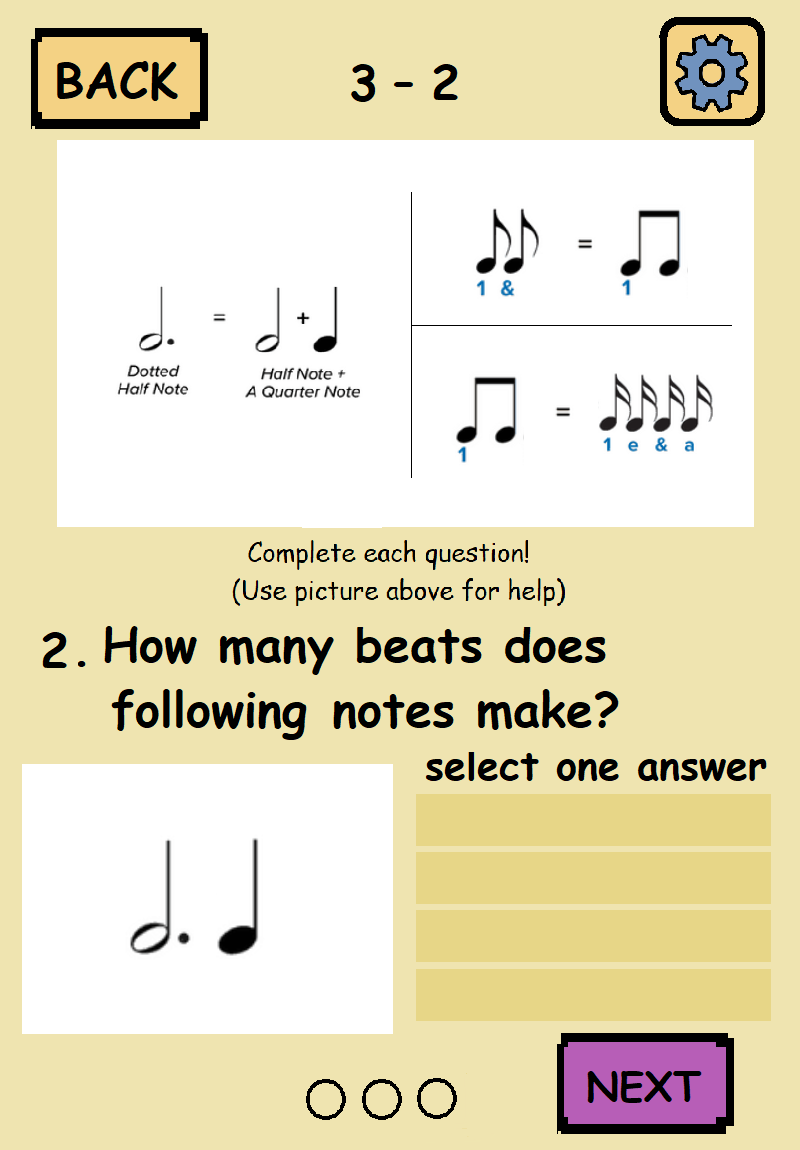 BACK
3 - 2
1 &
=
1
=
+
Dotted
Half Note
Half Note +
A Quarter Note
1
=
1 e & a
Complete each question!
(Use picture above for help)
2. How many beats does
following notes make?
select one answer
NEXT